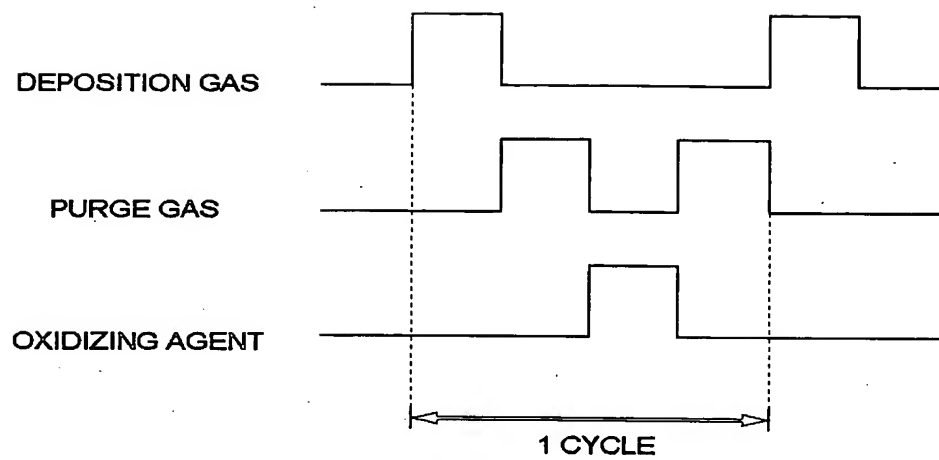 DEPOSITION GAS
PURGE GAS
OXIDIZING AGENT
1 CYCLE